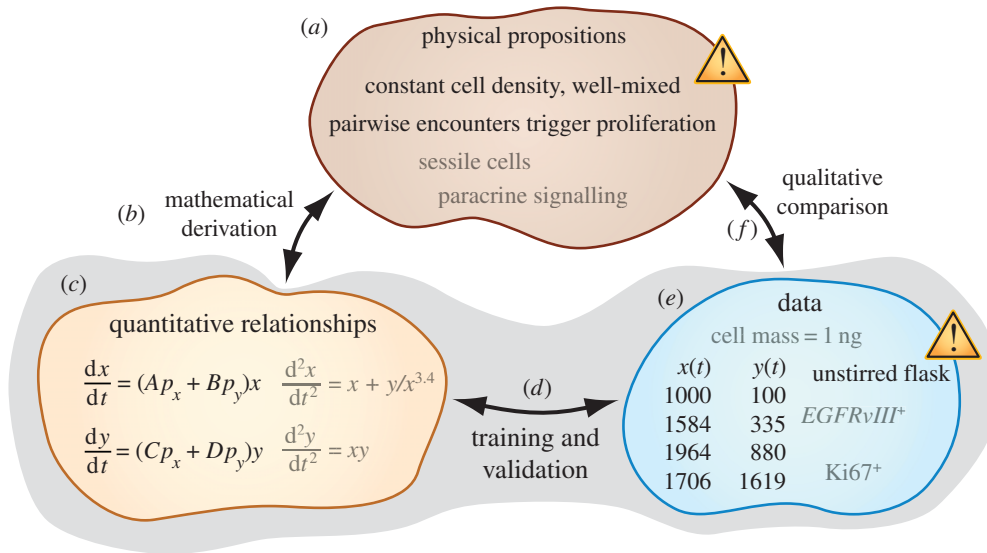 (a)
physical propositions
!
constant cell density, well-mixed
pairwise encounters trigger proliferation
sessile cells
paracrine signalling
(b)
mathematical
derivation
qualitative
comparison
(f)
(c)
quantitative relationships
dx/dt = (Ap_x + Bp_y)x d²x/dt² = x + y/x^3.4
dy/dt = (Cp_x + Dp_y)y d²y/dt² = xy
(d)
training and
validation
(e)
data
!
cell mass = 1 ng
x(t) y(t) unstirred flask
1000 100
1584 335 EGFRvIII⁺
1964 880
1706 1619 Ki67⁺